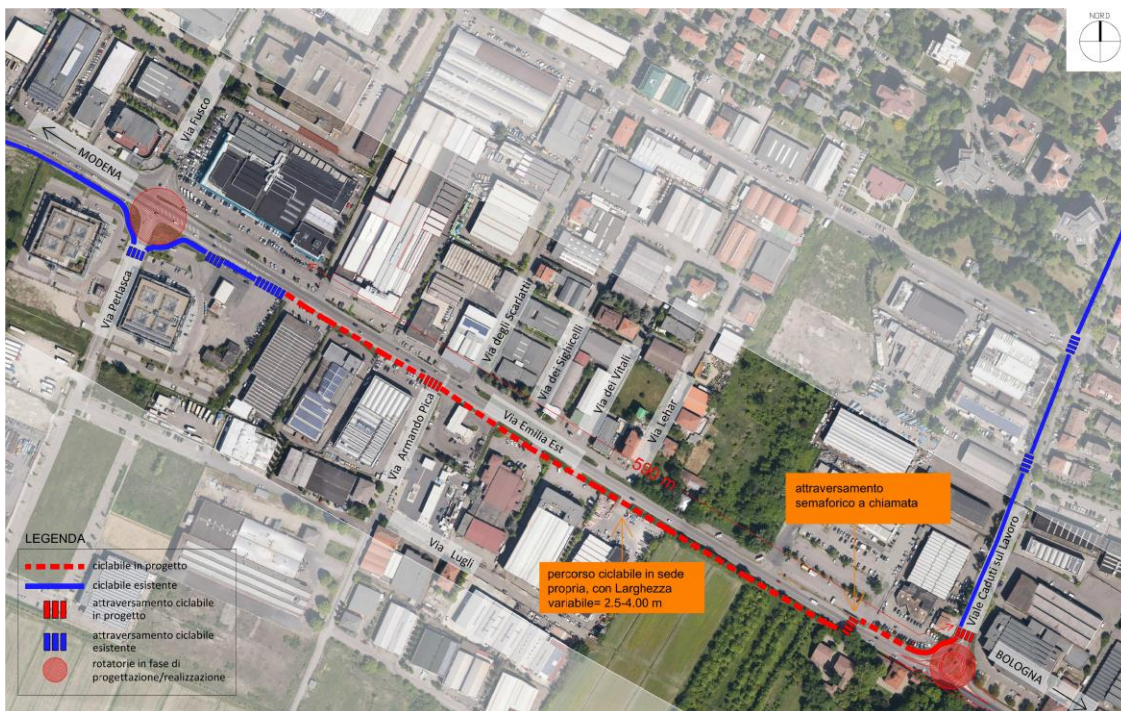 NORD
Via Fusco
MODENA
Via Perlasca
Via degli Scarlatti
Via dei Sighicelli
Via dei Vitali
Via Lehar
Via Emilia Est
Via Armando Pica
Via Lugli
attraversamento
semaforico a chiamata
percorso ciclabile in sede
propria, con Larghezza
variabile= 2.5-4.00 m
Viale Caduti sul Lavoro
BOLOGNA
LEGENDA
ciclabile in progetto
ciclabile esistente
attraversamento ciclabile
in progetto
attraversamento ciclabile
esistente
rotatorie in fase di
progettazione/realizzazione